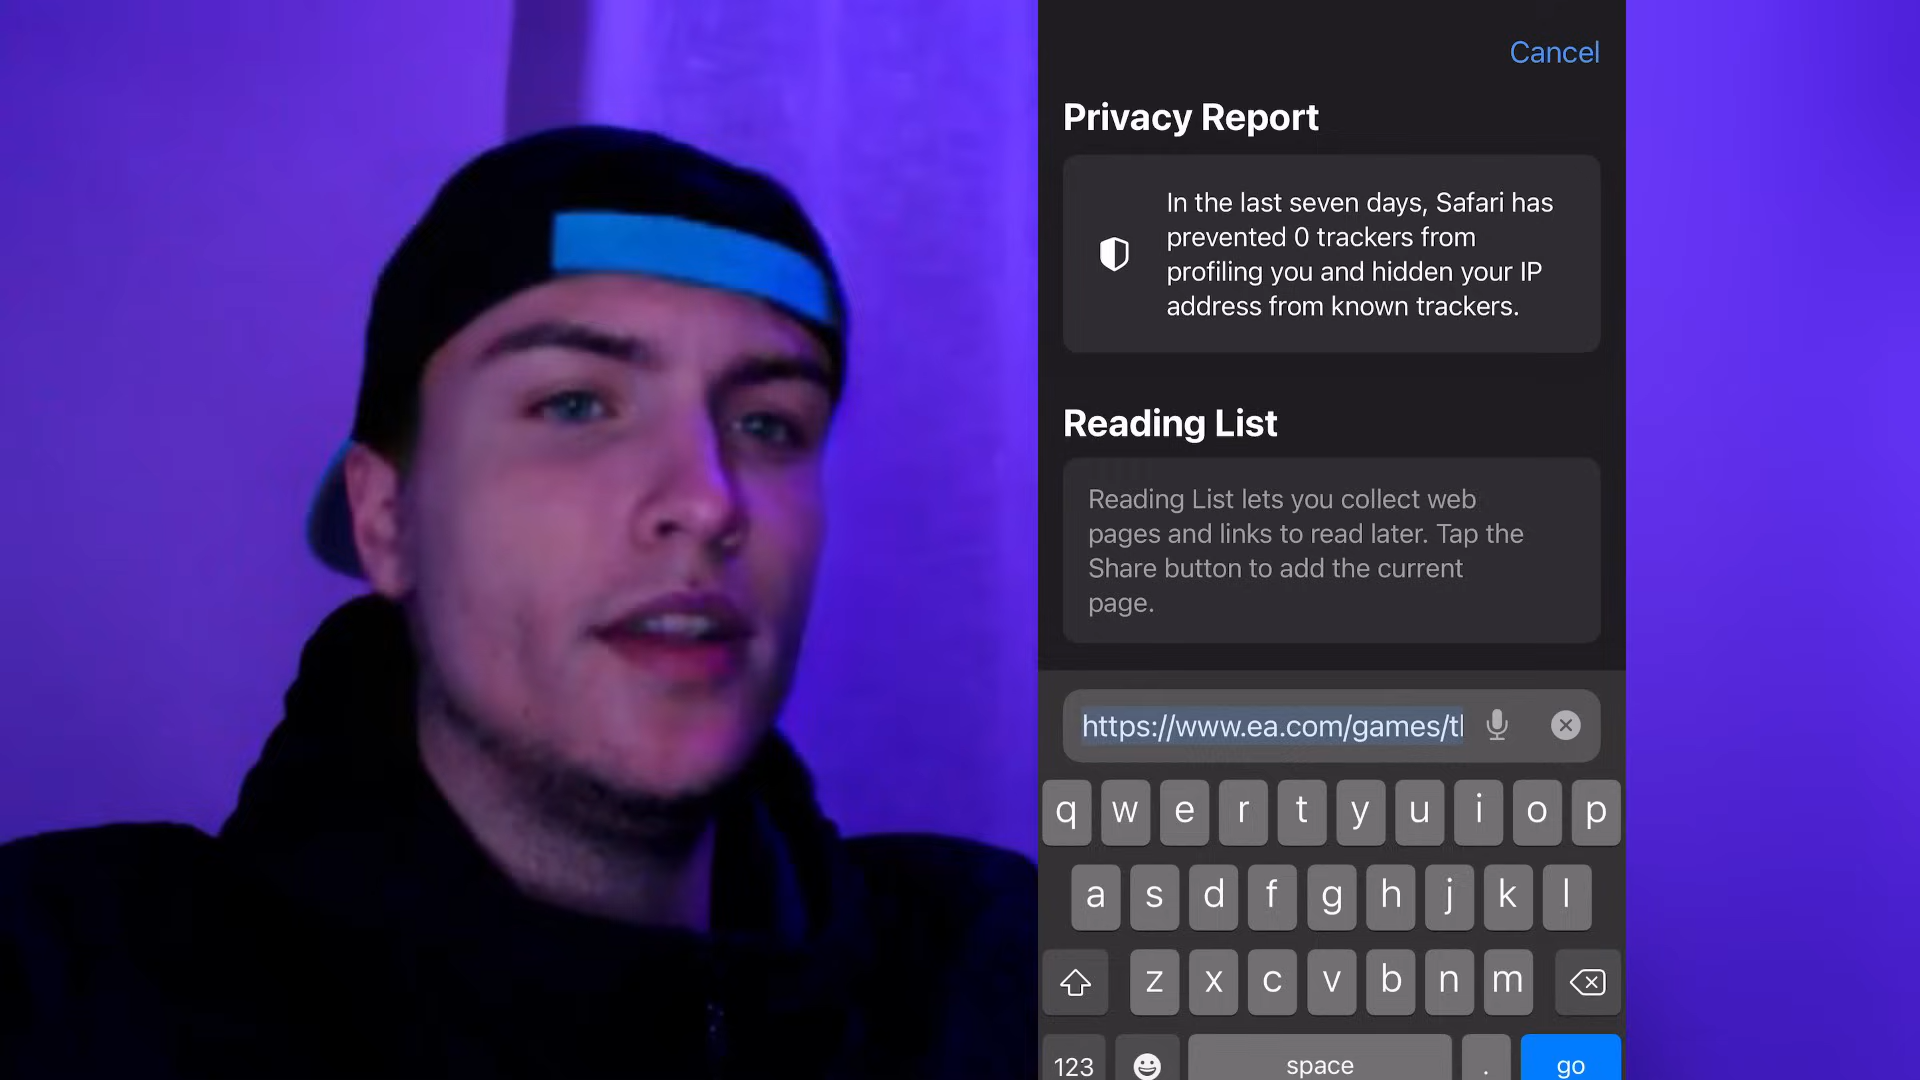 Cancel
Privacy Report
In the last seven days, Safari has
prevented 0 trackers from
profiling you and hidden your IP
address from known trackers.
Reading List
Reading List lets you collect web
pages and links to read later. Tap the
Share button to add the current
page.
https://www.ea.com/games/tl
q w e r t y u i o p
a s d f g h j k l
z x c v b n m
123 space . go